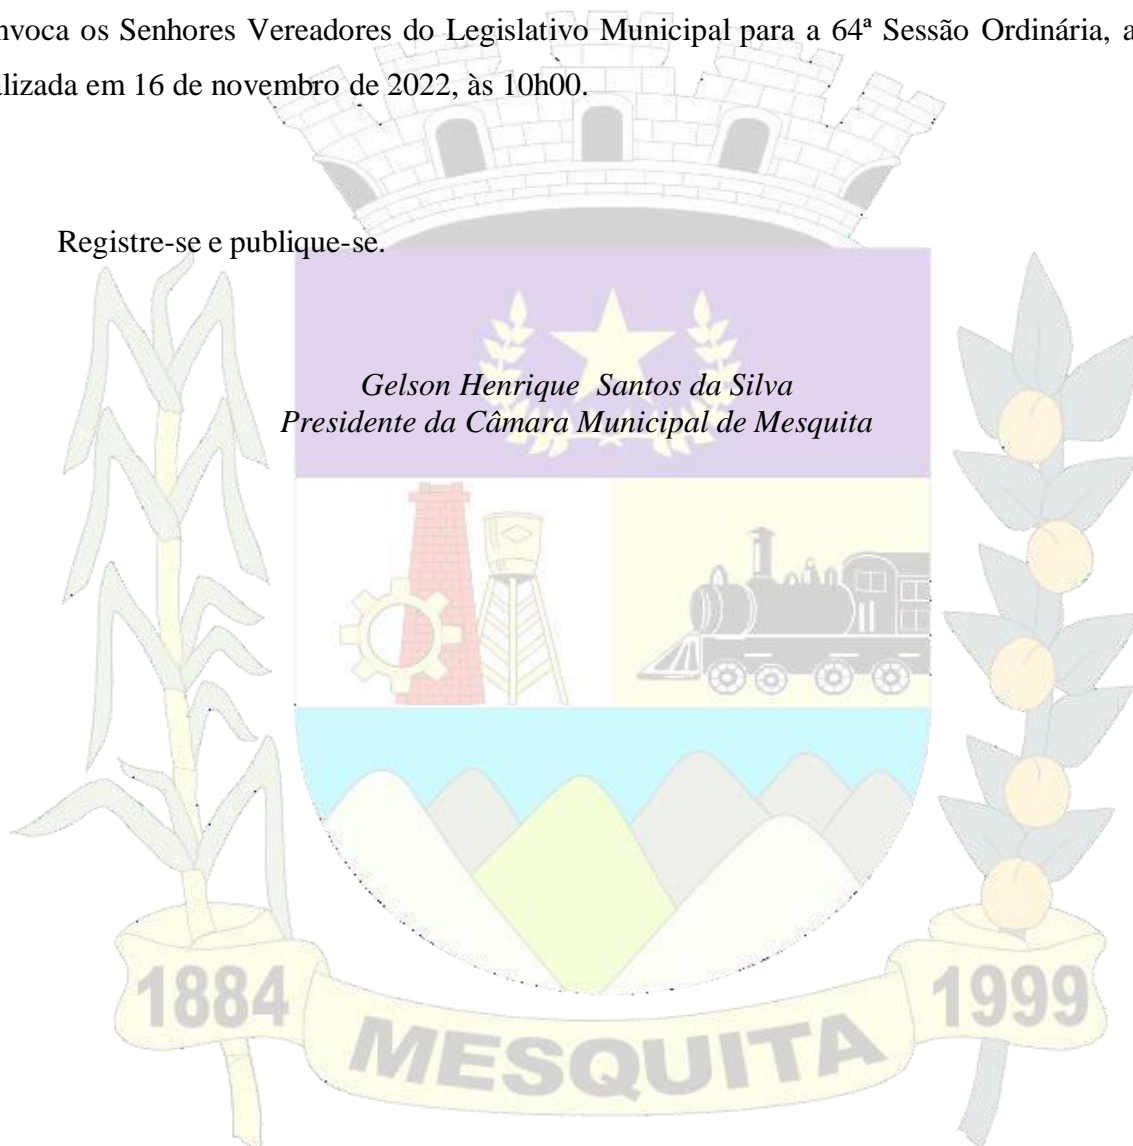 nvoca os Senhores Vereadores do Legislativo Municipal para a 64ª Sessão Ordinária, a
alizada em 16 de novembro de 2022, às 10h00.
Registre-se e publique-se.
Gelson Henrique Santos da Silva
Presidente da Câmara Municipal de Mesquita
1884
MESQUITA
1999